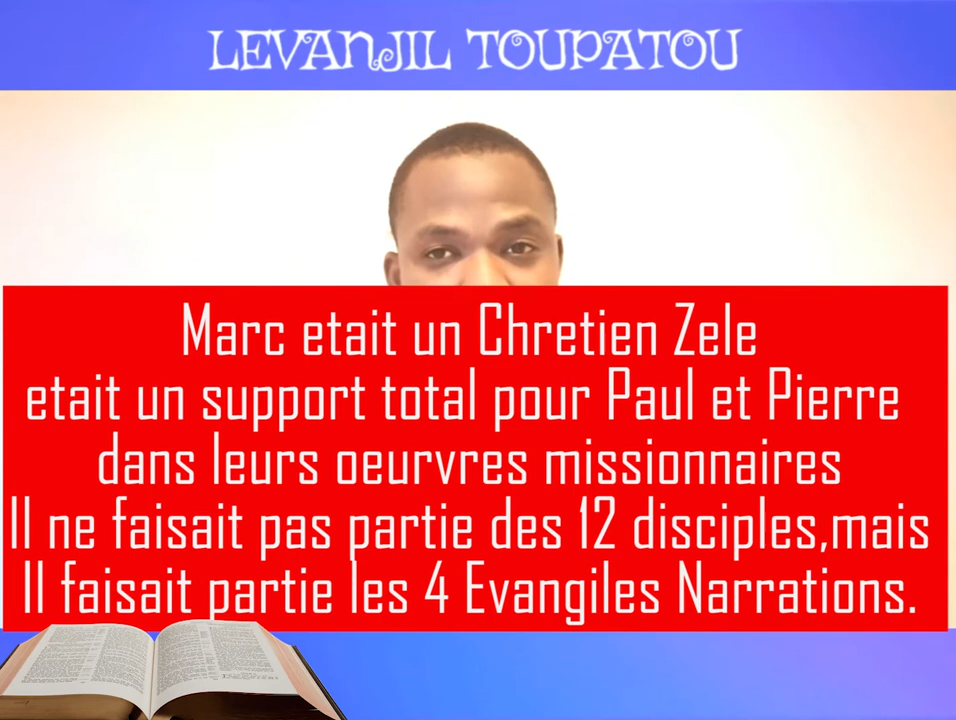 LEVANJIL TOUPATOU
Marc etait un Chretien Zele
etait un support total pour Paul et Pierre
dans leurs oeurvres missionnaires
Il ne faisait pas partie des 12 disciples,mais
Il faisait partie les 4 Evangiles Narrations.